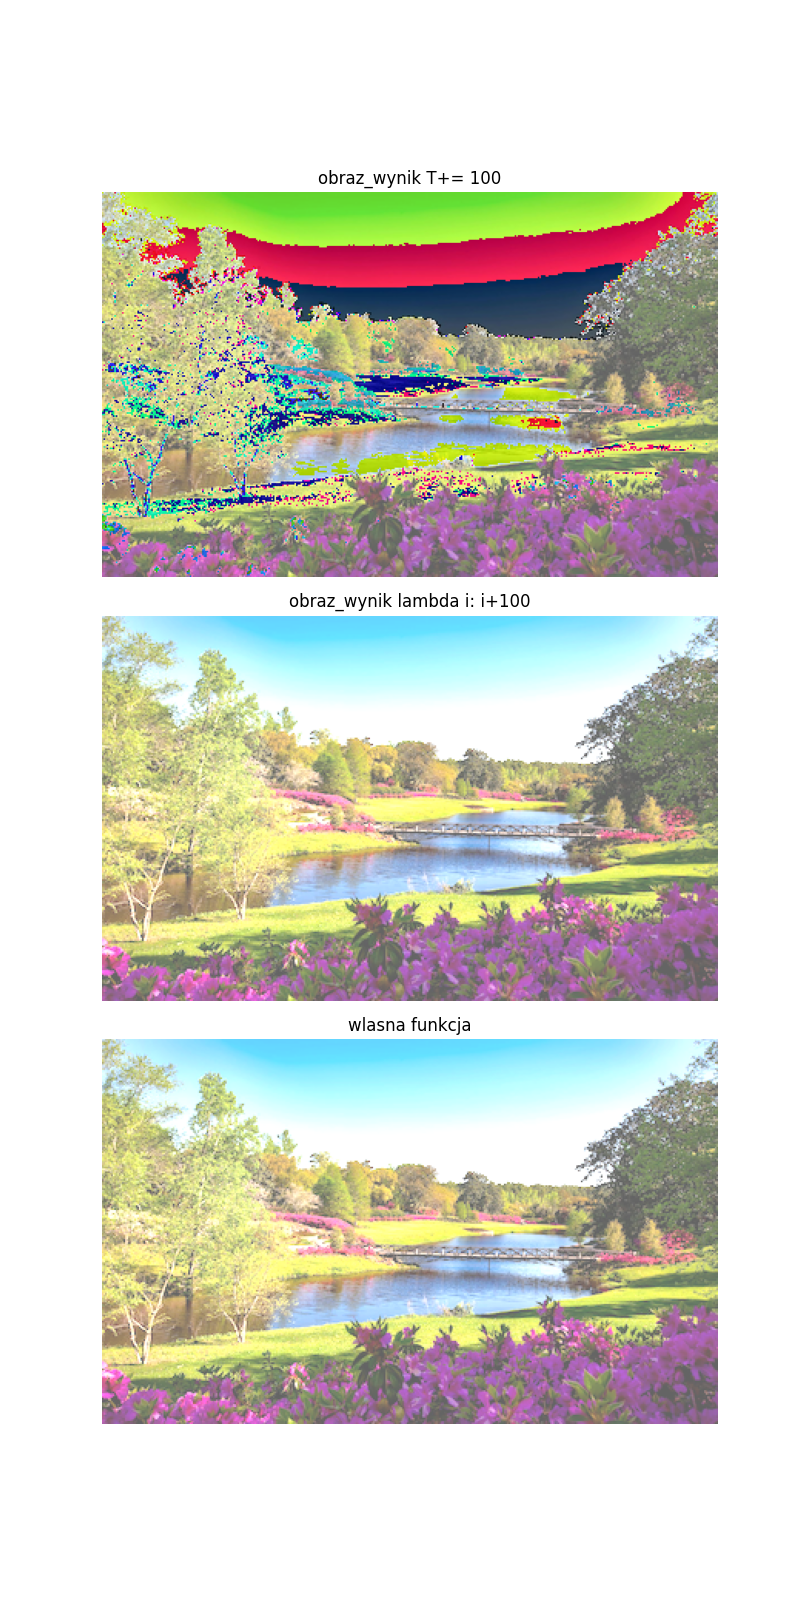 obraz_wynik T+= 100
obraz_wynik lambda i: i+100
wlasna funkcja